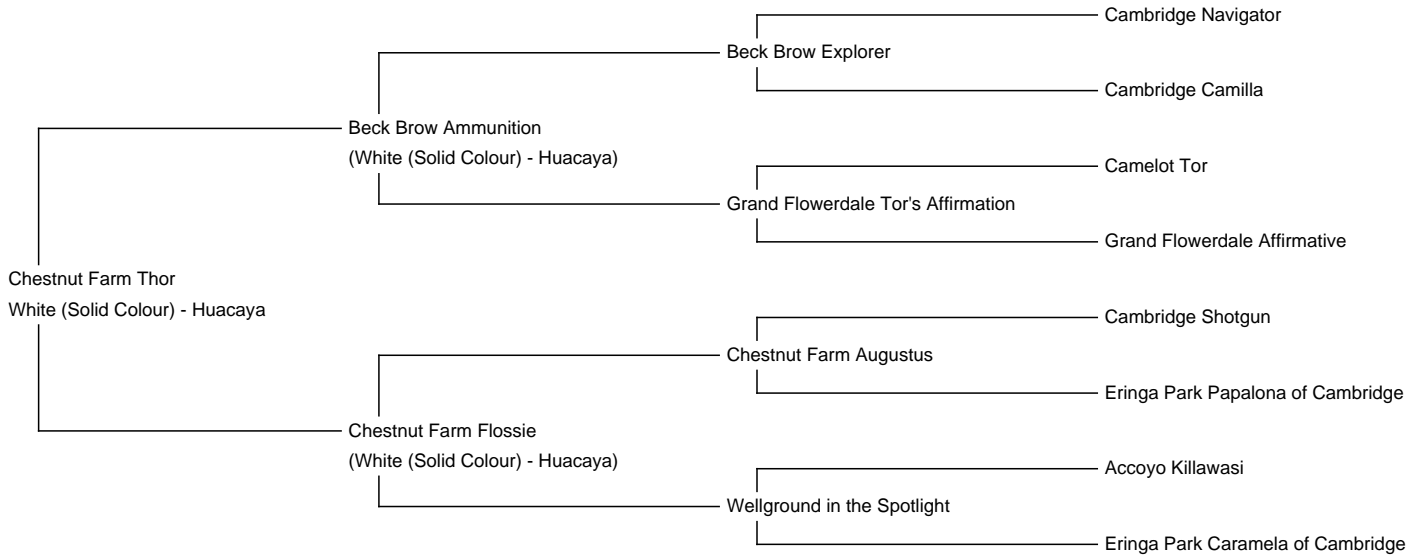 Cambridge Navigator
Beck Brow Explorer
Cambridge Camilla
Beck Brow Ammunition
(White (Solid Colour) - Huacaya)
Camelot Tor
Grand Flowerdale Tor's Affirmation
Grand Flowerdale Affirmative
Chestnut Farm Thor
White (Solid Colour) - Huacaya
Cambridge Shotgun
Chestnut Farm Augustus
Eringa Park Papalona of Cambridge
Chestnut Farm Flossie
(White (Solid Colour) - Huacaya)
Accoyo Killawasi
Wellground in the Spotlight
Eringa Park Caramela of Cambridge